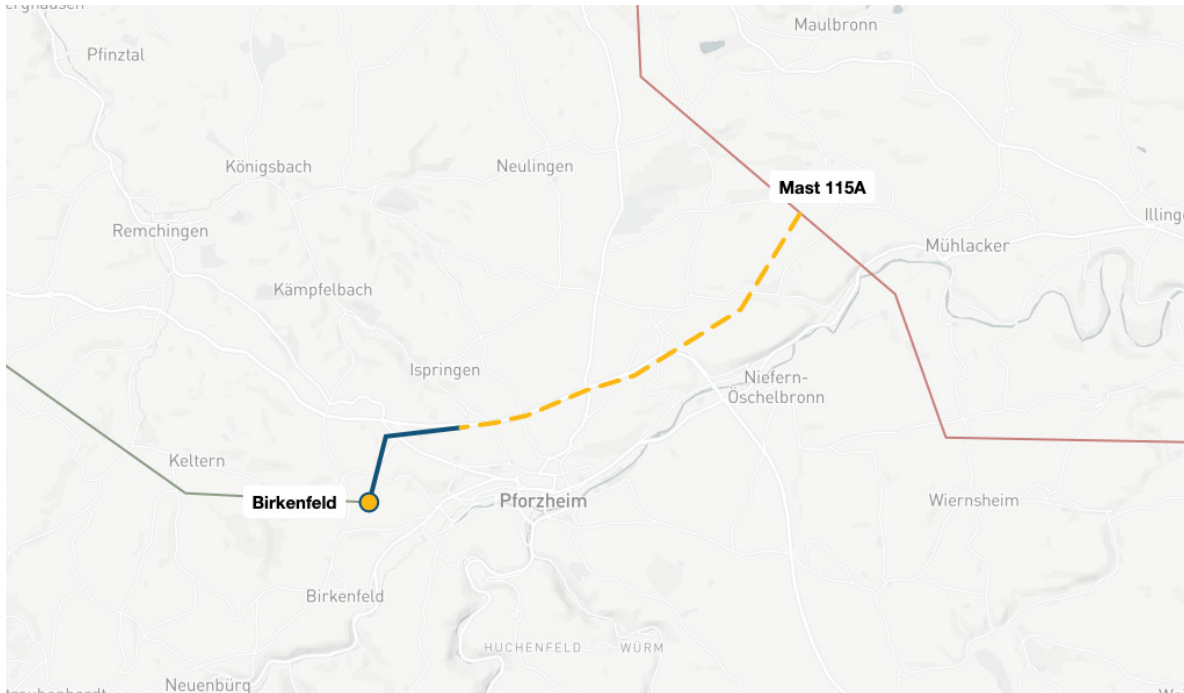 Maulbronn
Pfinztal
Königsbach
Neulingen
Mast 115A
Remchingen
Mühlacker
Kämpfelbach
Ispringen
Niefern-
Öschelbronn
Keltern
Birkenfeld
Pforzheim
Wiernsheim
Birkenfeld
HUCHENFELD
WÜRM
Neuenbürg